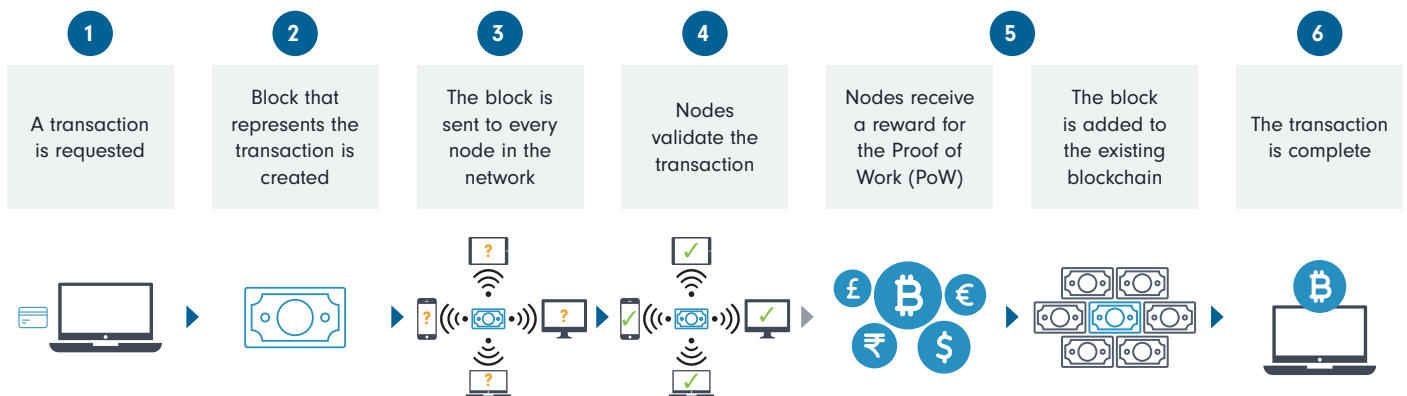 1
A transaction
is requested
2
Block that
represents the
transaction is
created
3
The block is
sent to every
node in the
network
4
Nodes
validate the
transaction
5
Nodes receive
a reward for
the Proof of
Work (PoW)
The block
is added to
the existing
blockchain
6
The transaction
is complete
?
?
?
?
✓
✓
✓
✓
£
₿
€
₹
$
₿